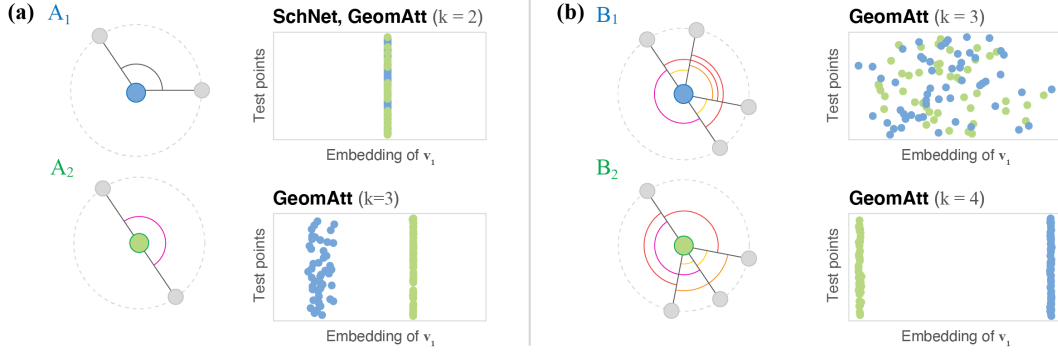 (a)
A1
SchNet, GeomAtt (k = 2)
Test points
Embedding of v1
A2
GeomAtt (k=3)
Test points
Embedding of v1
(b)
B1
GeomAtt (k = 3)
Test points
Embedding of v1
B2
GeomAtt (k = 4)
Test points
Embedding of v1